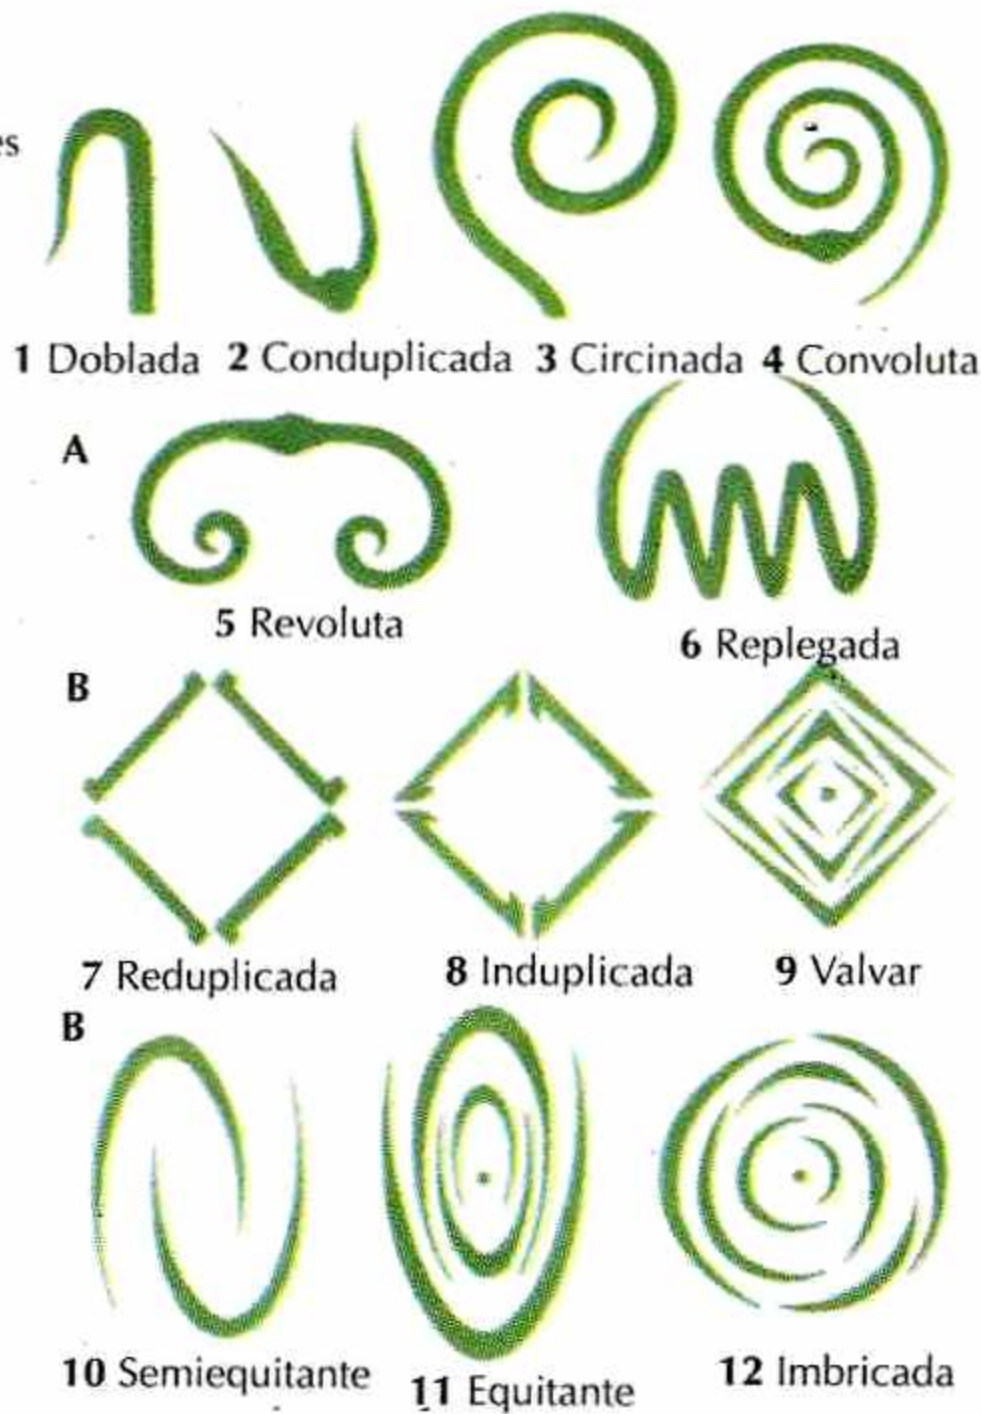 es
1 Doblada 2 Conduplicada 3 Circinada 4 Convoluta
A
5 Revoluta
6 Replegada
B
7 Reduplicada 8 Induplicada 9 Valvar
B
10 Semiequitante 11 Equitante 12 Imbricada